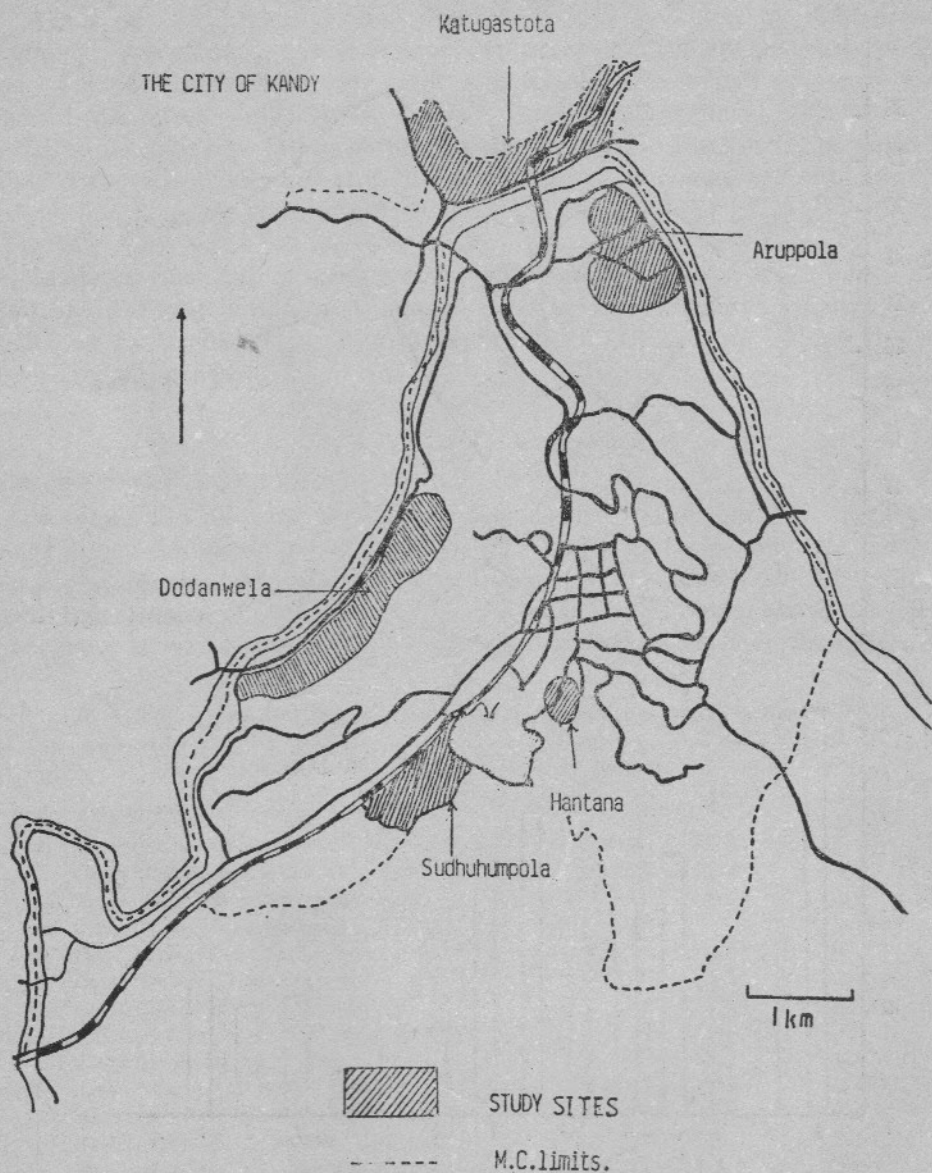 Katugastota
THE CITY OF KANDY
Aruppola
Dodanwela
Hantana
Sudhuhumpola
1 km
STUDY SITES
M.C.limits.